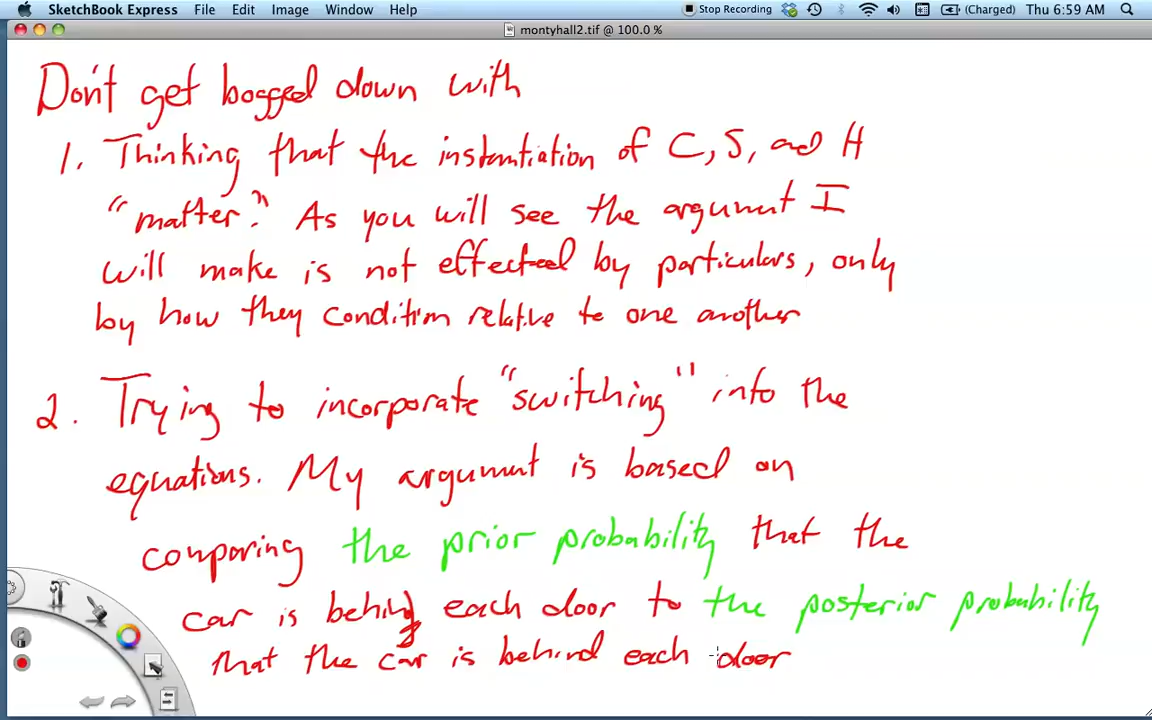 SketchBook Express File Edit Image Window Help Stop Recording (Charged) Thu 6:59 AM
montyhall2.tif @ 100.0 %
Don't get bogged down with
1. Thinking that the instantiation of C, S, and H
"matter." As you will see the argument I
will make is not effected by particulars, only
by how they condition relative to one another
2. Trying to incorporate "switching" into the
equations. My argument is based on
comparing the prior probability that the
car is behind each door to the posterior probability
that the car is behind each door